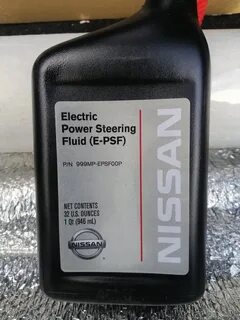 Electric
Power Steering
Fluid (E-PSF)
P/N 999MP-EPSF00P
NET CONTENTS
32 U.S. OUNCES
1 Qt (946 mL)
NISSAN
NISSAN